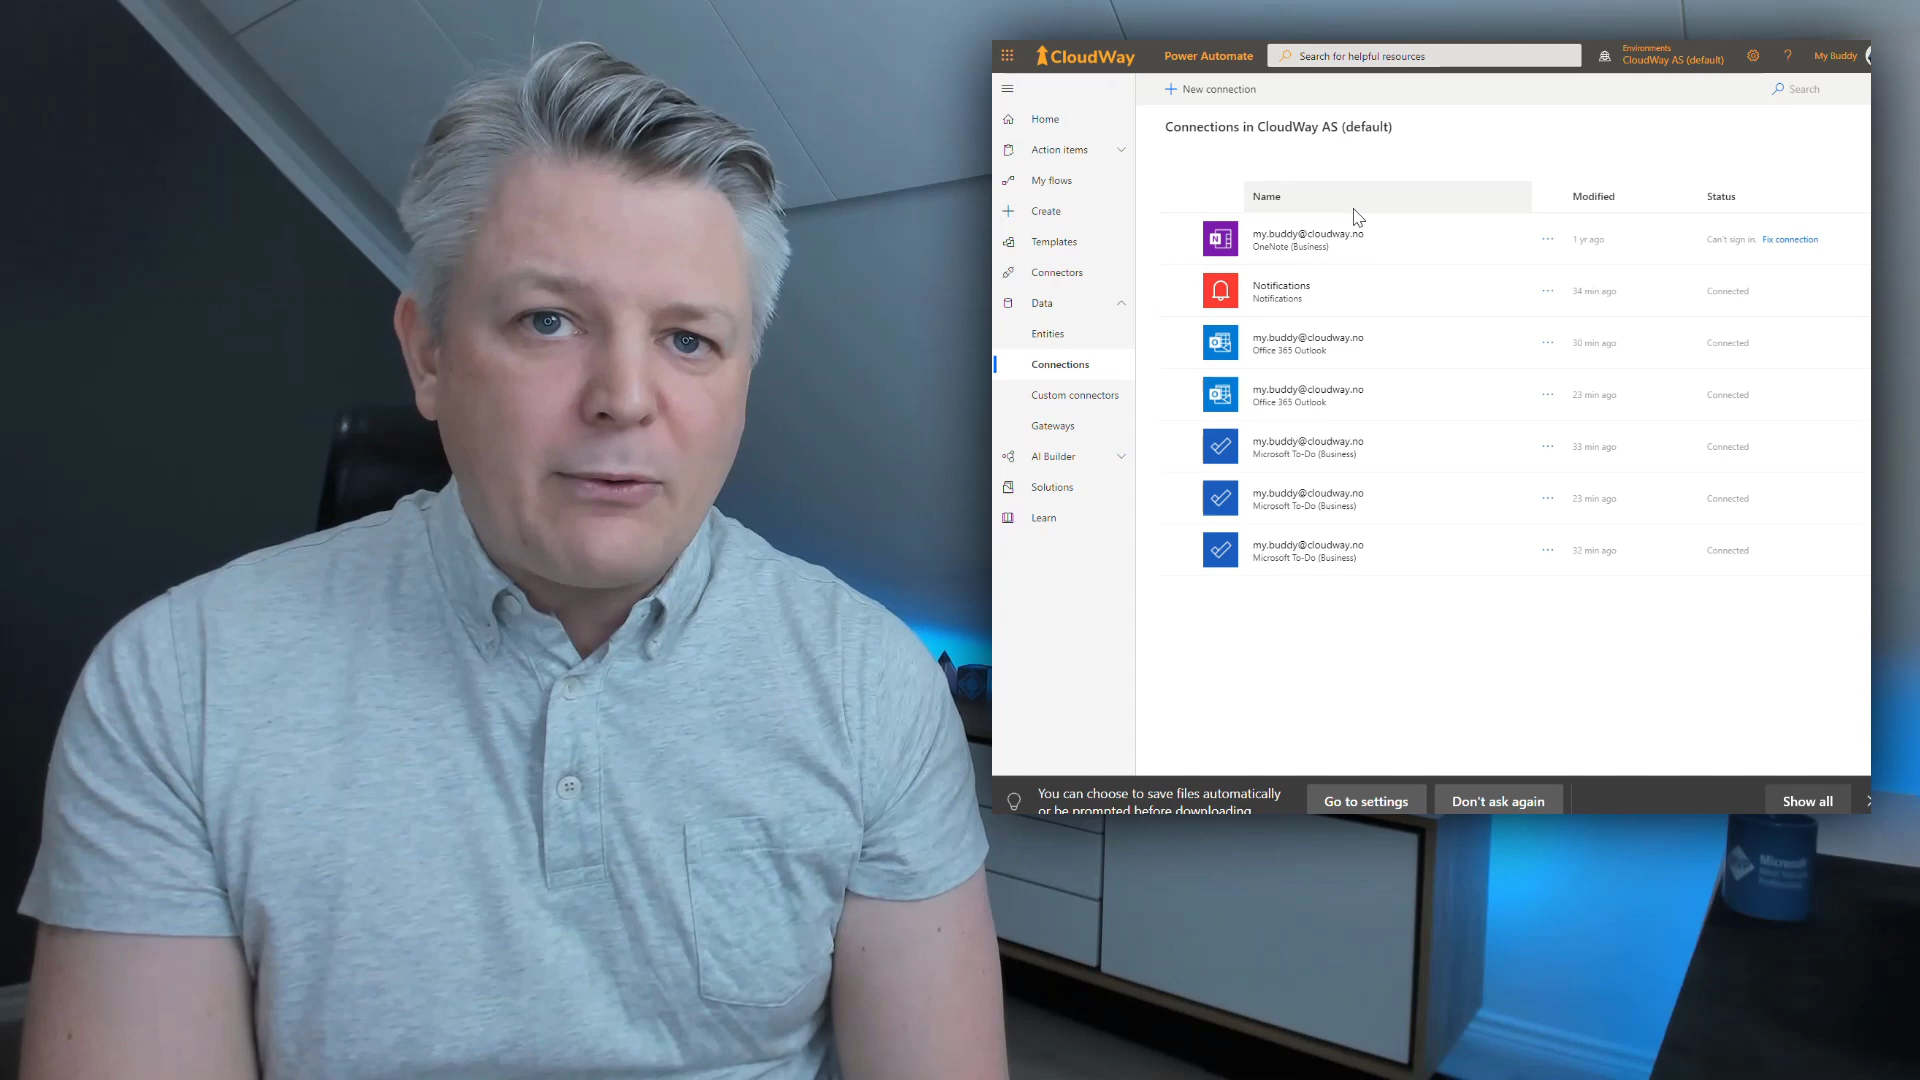 CloudWay
Power Automate
Search for helpful resources
Environments
CloudWay AS (default)
?
My Buddy
New connection
Search
Home
Action items
My flows
Create
Templates
Connectors
Data
Entities
Connections
Custom connectors
Gateways
AI Builder
Solutions
Learn
Connections in CloudWay AS (default)
Name Modified Status
my.buddy@cloudway.no
OneNote (Business)
... 1 yr ago Can't sign in. Fix connection
Notifications
Notifications
... 34 min ago Connected
my.buddy@cloudway.no
Office 365 Outlook
... 30 min ago Connected
my.buddy@cloudway.no
Office 365 Outlook
... 23 min ago Connected
my.buddy@cloudway.no
Microsoft To-Do (Business)
... 33 min ago Connected
my.buddy@cloudway.no
Microsoft To-Do (Business)
... 23 min ago Connected
my.buddy@cloudway.no
Microsoft To-Do (Business)
... 32 min ago Connected
You can choose to save files automatically
or be prompted before downloading.
Go to settings
Don't ask again
Show all
Microsoft